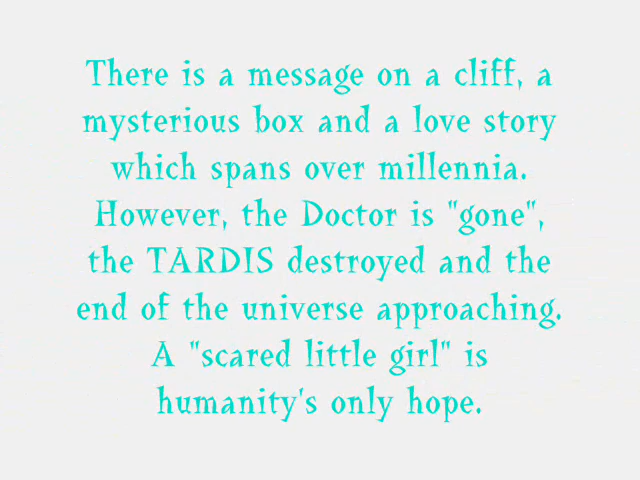 There is a message on a cliff, a
mysterious box and a love story
which spans over millennia.
However, the Doctor is "gone",
the TARDIS destroyed and the
end of the universe approaching.
A "scared little girl" is
humanity's only hope.